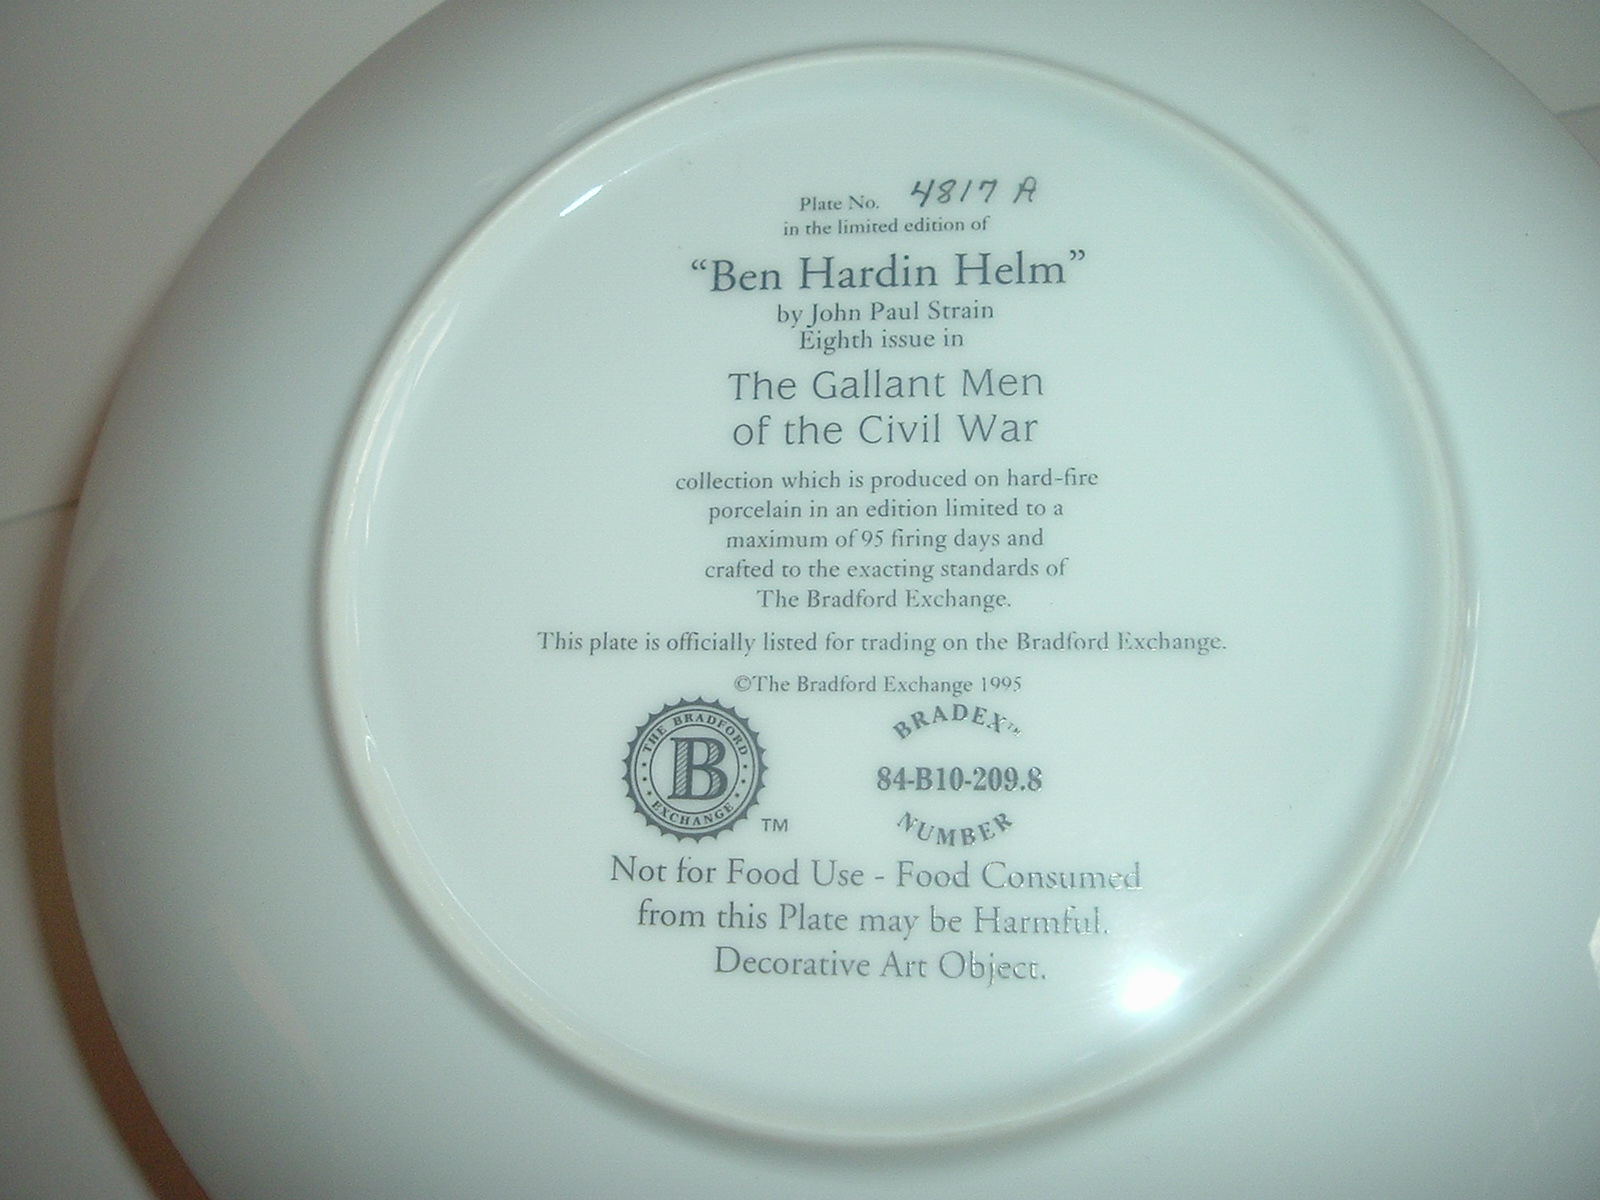 Plate No. 4817 A
in the limited edition of
“Ben Hardin Helm”
by John Paul Strain
Eighth issue in
The Gallant Men
of the Civil War
collection which is produced on hard-fire
porcelain in an edition limited to a
maximum of 95 firing days and
crafted to the exacting standards of
The Bradford Exchange.
This plate is officially listed for trading on the Bradford Exchange.
©The Bradford Exchange 1995
THE BRADFORD
B
EXCHANGE
TM
BRADEX™
84-B10-209.8
NUMBER
Not for Food Use - Food Consumed
from this Plate may be Harmful.
Decorative Art Object.